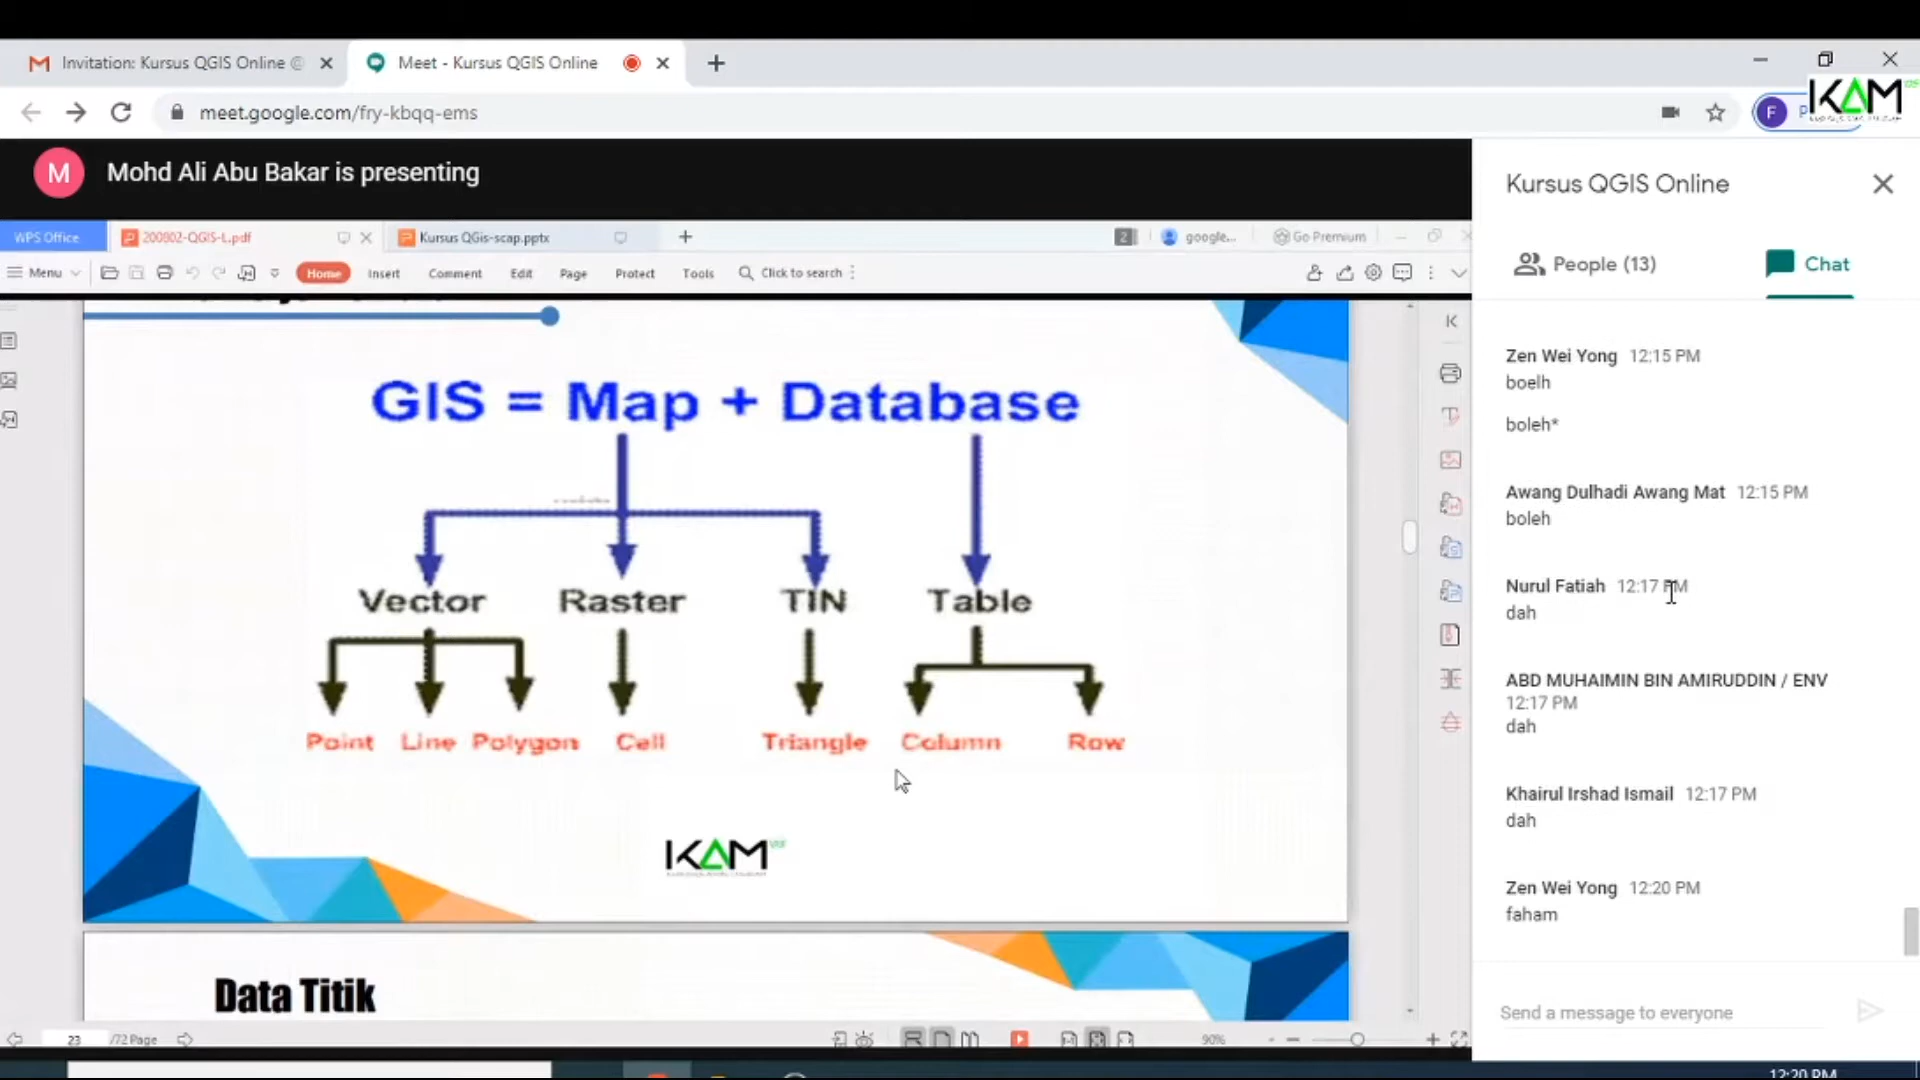 Invitation: Kursus QGIS Online @
Meet - Kursus QGIS Online
meet.google.com/fry-kbqq-ems
F
KAM
M
Mohd Ali Abu Bakar is presenting
WPS Office
200802-QGIS-L.pdf
Kursus QGis-scap.pptx
2
google...
Go Premium
Menu
Home
Insert
Comment
Edit
Page
Protect
Tools
Click to search
GIS = Map + Database
Vector
Raster
TIN
Table
Point
Line
Polygon
Cell
Triangle
Column
Row
KAM
Data Titik
23
/72 Page
90%
Kursus QGIS Online
People (13)
Chat
Zen Wei Yong 12:15 PM
boelh
boleh*
Awang Dulhadi Awang Mat 12:15 PM
boleh
Nurul Fatiah 12:17 PM
dah
ABD MUHAIMIN BIN AMIRUDDIN / ENV
12:17 PM
dah
Khairul Irshad Ismail 12:17 PM
dah
Zen Wei Yong 12:20 PM
faham
Send a message to everyone
12:20 PM